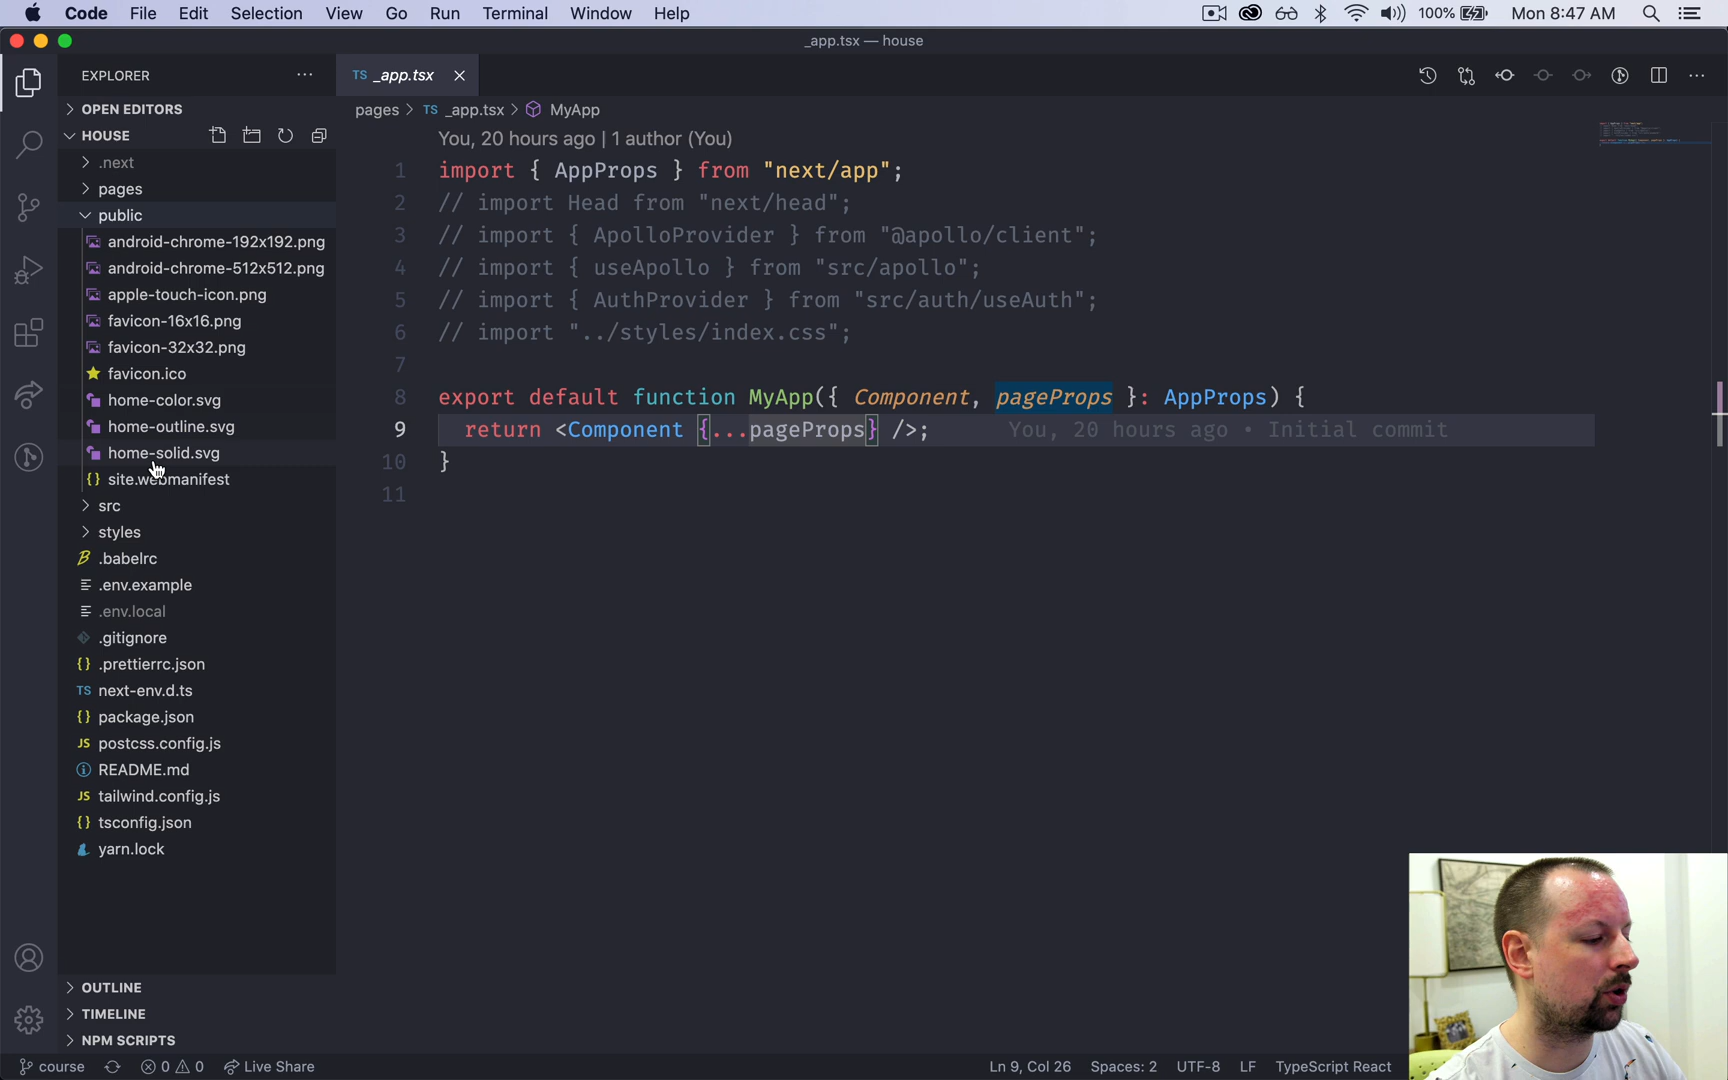 Code File Edit Selection View Go Run Terminal Window Help 100% Mon 8:47 AM
_app.tsx — house
EXPLORER
OPEN EDITORS
HOUSE
.next
pages
public
android-chrome-192x192.png
android-chrome-512x512.png
apple-touch-icon.png
favicon-16x16.png
favicon-32x32.png
favicon.ico
home-color.svg
home-outline.svg
home-solid.svg
{} site.webmanifest
src
styles
.babelrc
.env.example
.env.local
.gitignore
{} .prettierrc.json
TS next-env.d.ts
{} package.json
JS postcss.config.js
README.md
JS tailwind.config.js
{} tsconfig.json
yarn.lock
OUTLINE
TIMELINE
NPM SCRIPTS
TS _app.tsx
pages > TS _app.tsx > MyApp
You, 20 hours ago | 1 author (You)
1 import { AppProps } from "next/app";
2 // import Head from "next/head";
3 // import { ApolloProvider } from "@apollo/client";
4 // import { useApollo } from "src/apollo";
5 // import { AuthProvider } from "src/auth/useAuth";
6 // import "../styles/index.css";
7
8 export default function MyApp({ Component, pageProps }: AppProps) {
9 return <Component {...pageProps} />; You, 20 hours ago • Initial commit
10 }
11
course 0 0 Live Share Ln 9, Col 26 Spaces: 2 UTF-8 LF TypeScript React